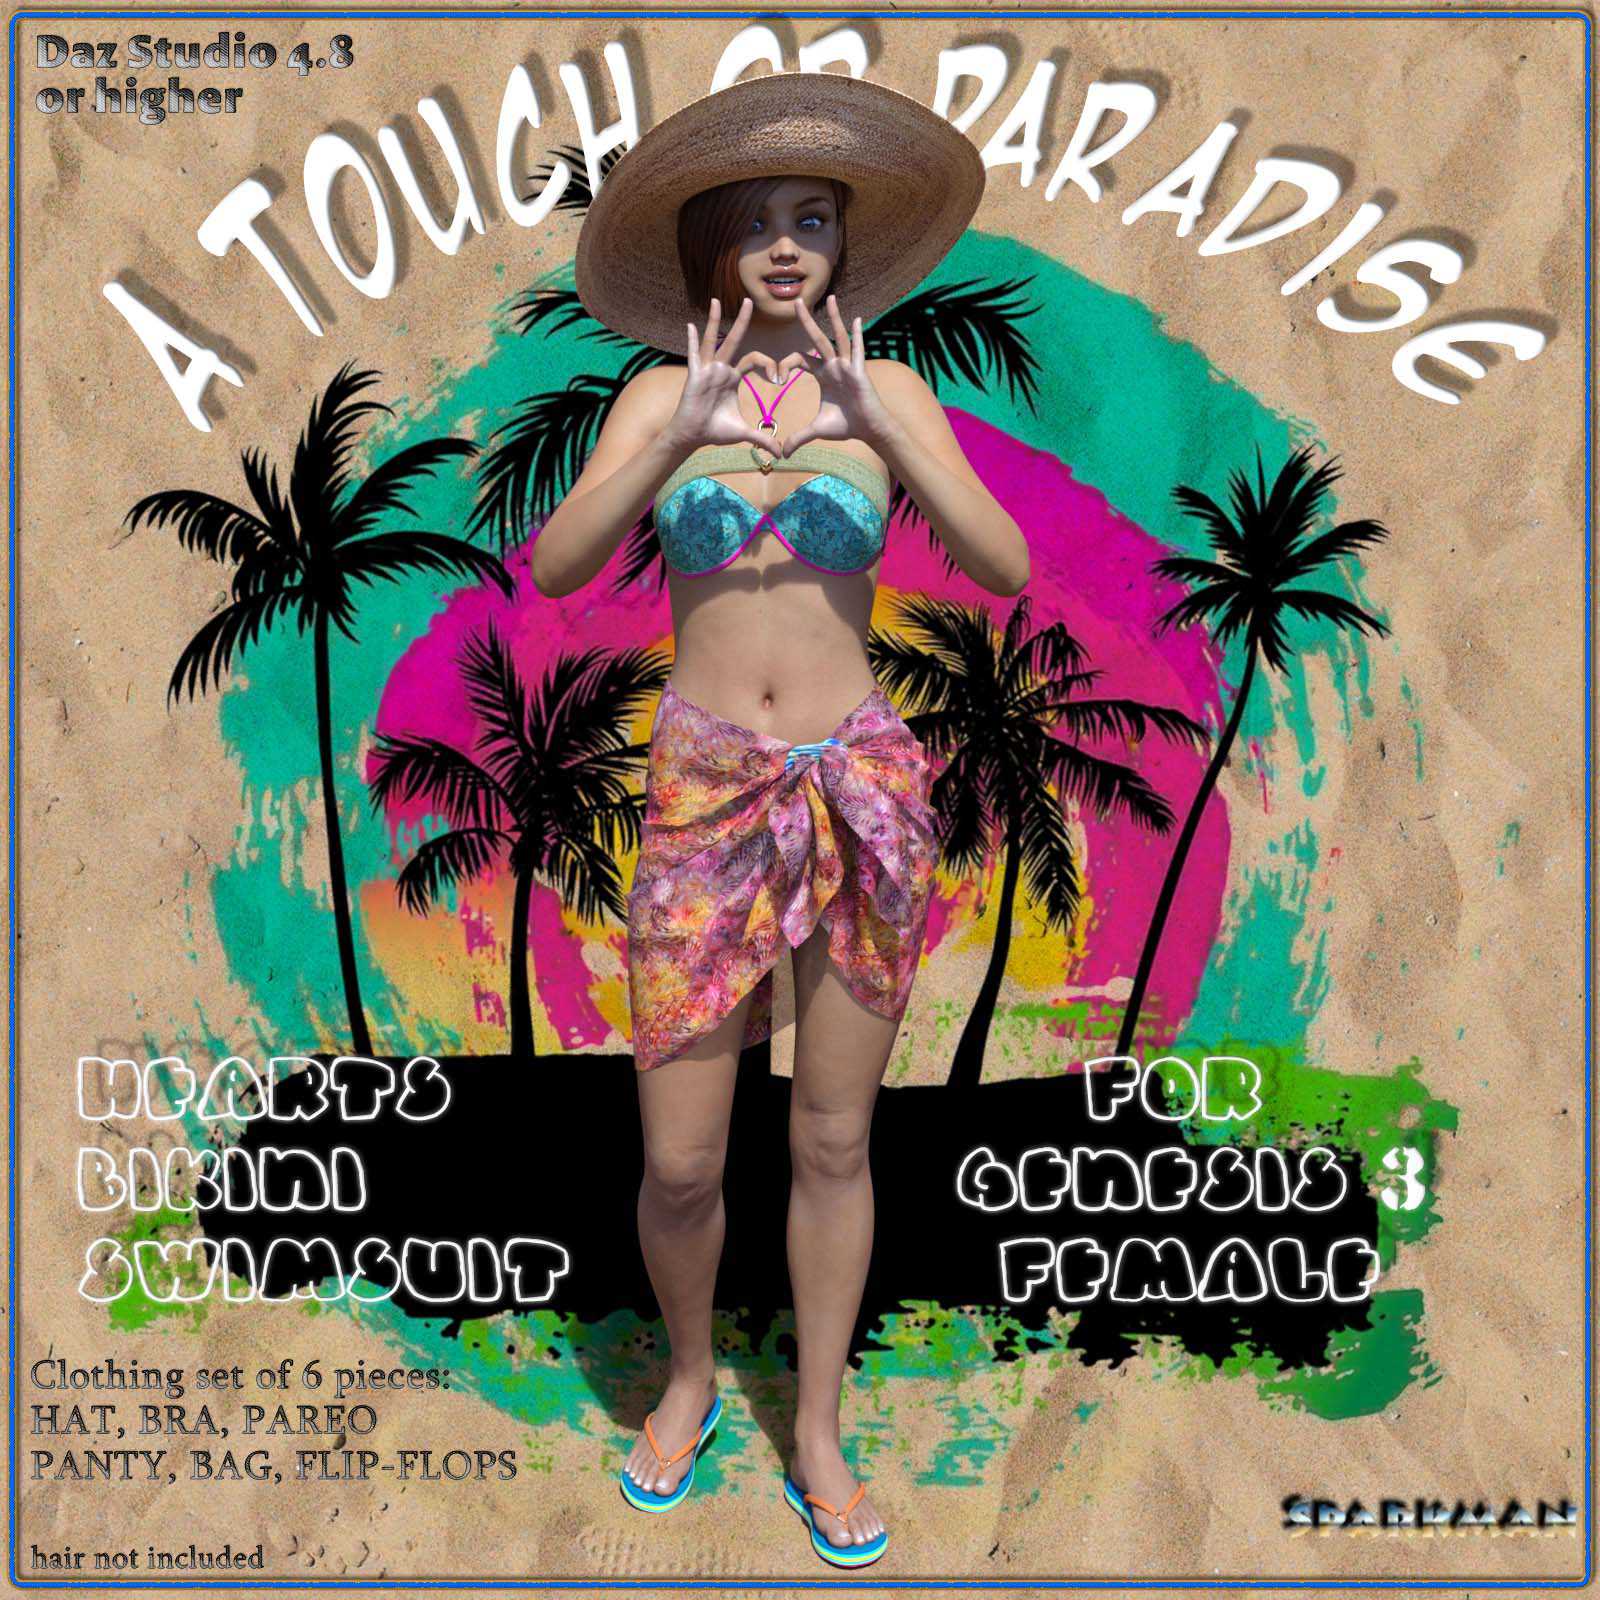 Daz Studio 4.8
or higher
A TOUCH OF PARADISE
HEARTS
BIKINI
SWIMSUIT
FOR
GENESIS 3
FEMALE
Clothing set of 6 pieces:
HAT, BRA, PAREO
PANTY, BAG, FLIP-FLOPS
hair not included
SPARKMAN